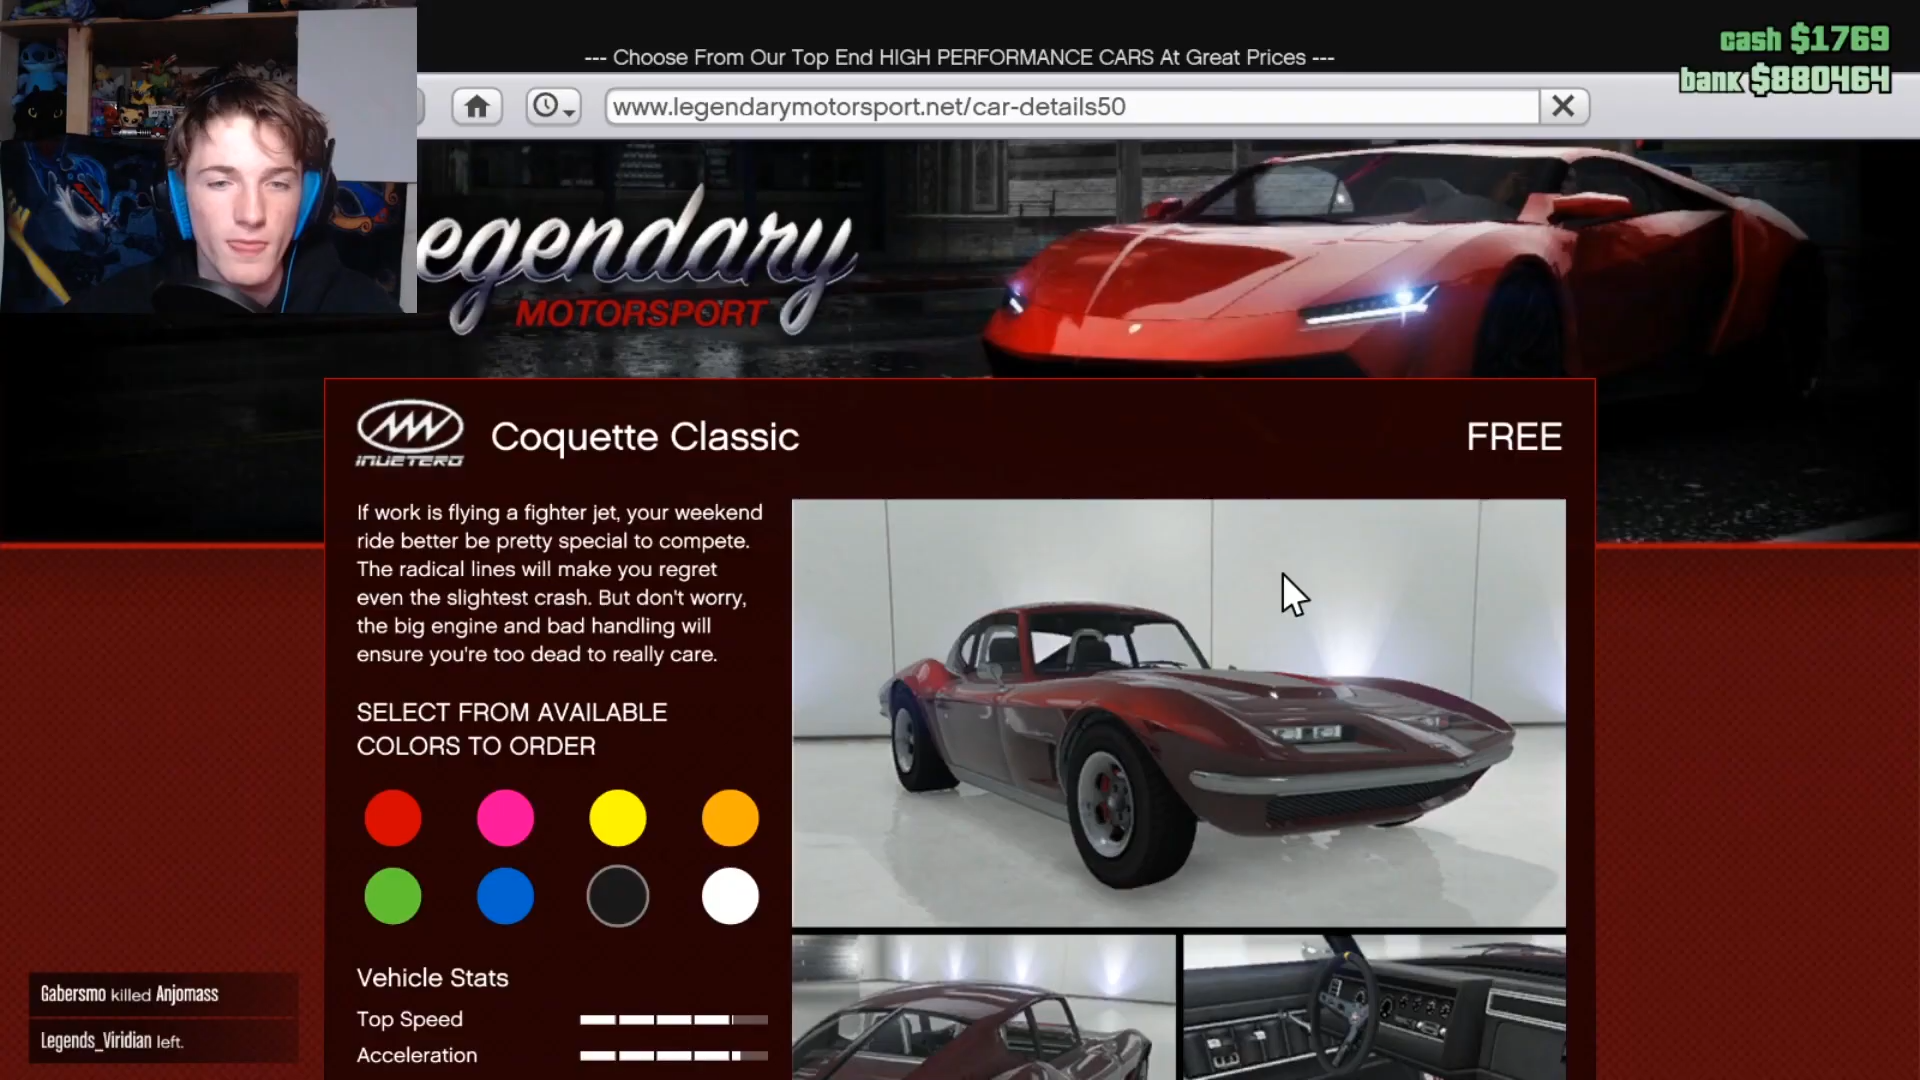 --- Choose From Our Top End HIGH PERFORMANCE CARS At Great Prices ---
cash $1769
bank $880464
www.legendarymotorsport.net/car-details50
egendary
MOTORSPORT
INVETERO
Coquette Classic
FREE
If work is flying a fighter jet, your weekend
ride better be pretty special to compete.
The radical lines will make you regret
even the slightest crash. But don't worry,
the big engine and bad handling will
ensure you're too dead to really care.
SELECT FROM AVAILABLE
COLORS TO ORDER
Vehicle Stats
Top Speed
Acceleration
Gabersmo killed Anjomass
Legends_Viridian left.